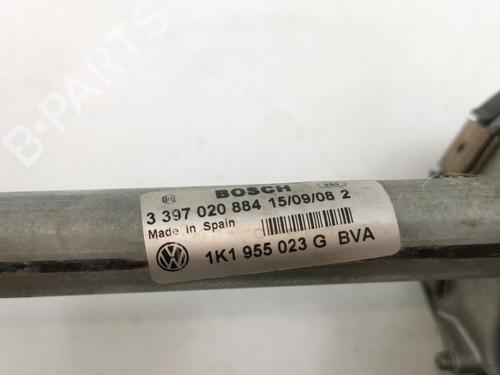 BOSCH
3 397 020 884 15/09/08 2
Made in Spain
1K1 955 023 G BVA
B-Parts